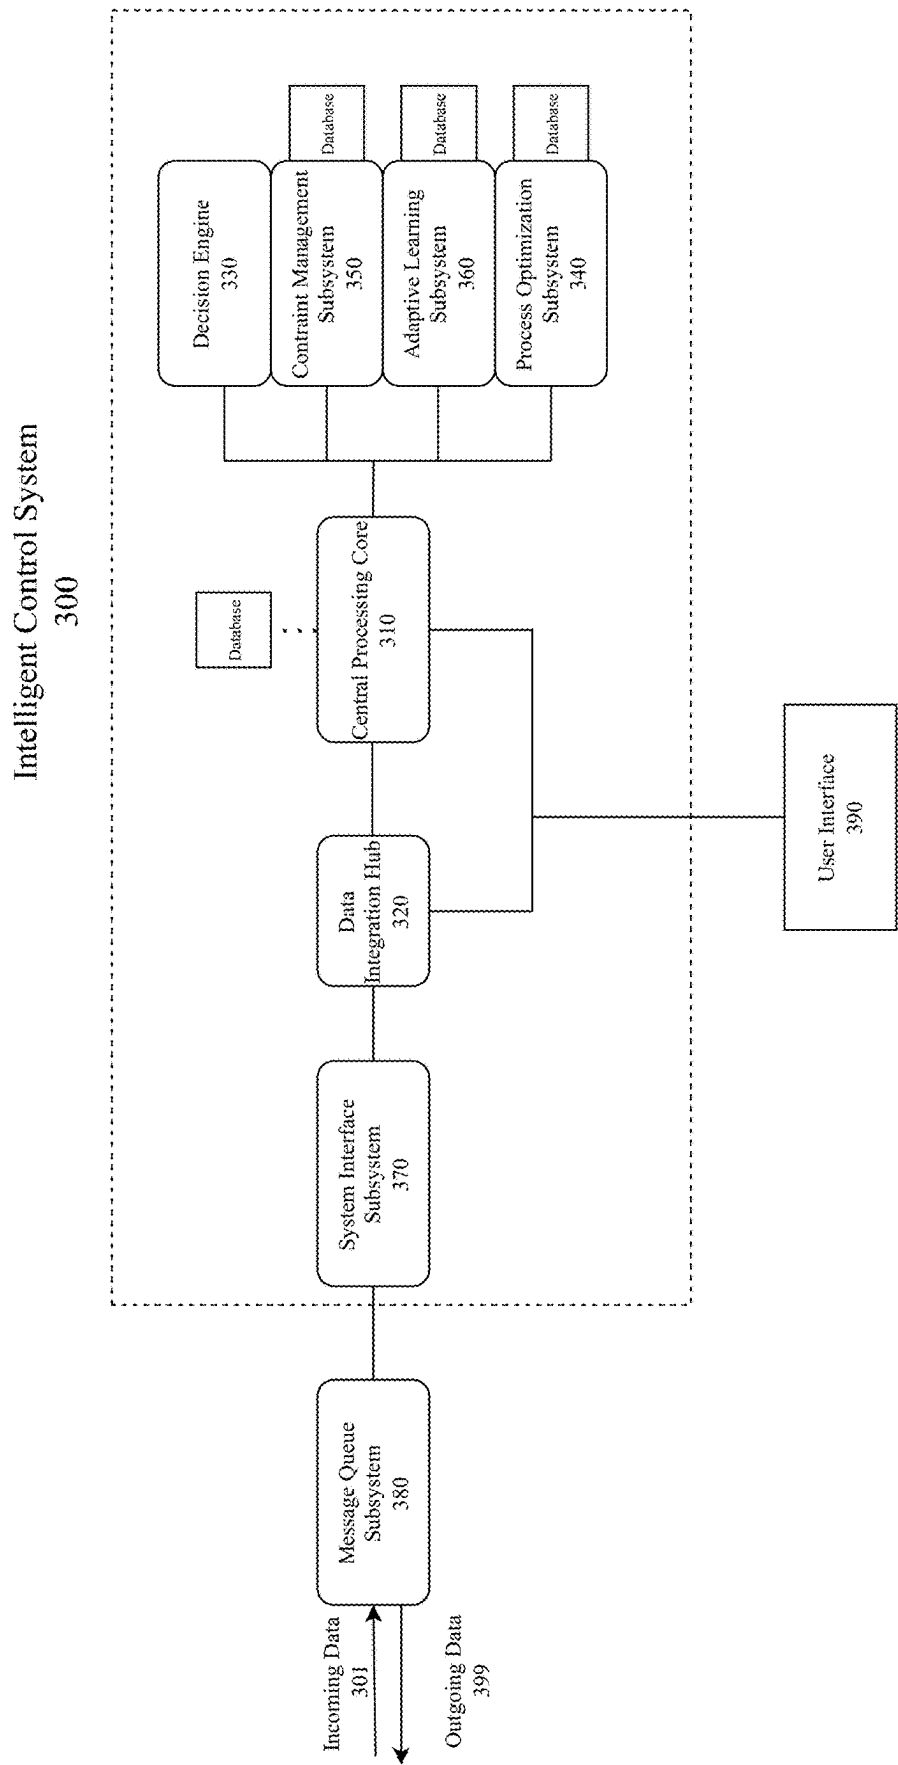 Intelligent Control System
300
Incoming Data
301
Outgoing Data
399
Message Queue
Subsystem
380
System Interface
Subsystem
370
Data
Integration Hub
320
Central Processing Core
310
Database
Decision Engine
330
Contraint Management
Subsystem
350
Database
Adaptive Learning
Subsystem
360
Database
Process Optimization
Subsystem
340
Database
User Interface
390